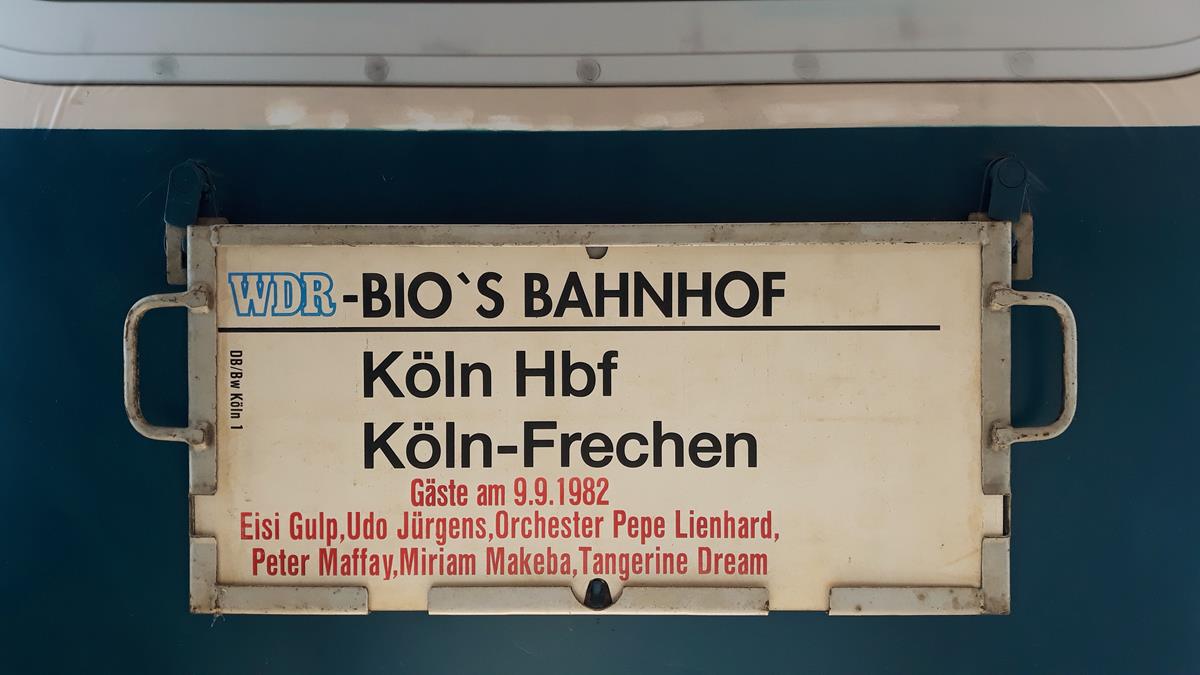 WDR-BIO`S BAHNHOF
DB/Bw Köln 1
Köln Hbf
Köln-Frechen
Gäste am 9.9.1982
Eisi Gulp,Udo Jürgens,Orchester Pepe Lienhard,
Peter Maffay,Miriam Makeba,Tangerine Dream